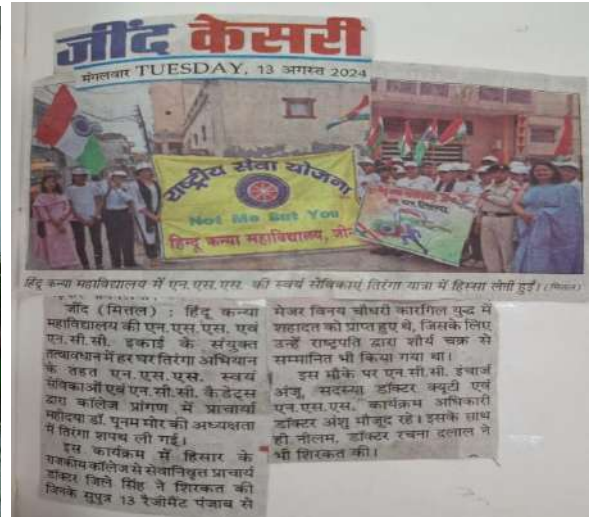 जींद केसरी
मंगलवार TUESDAY, 13 अगस्त 2024
राष्ट्रीय सेवा योजना
Not Me But You
हिन्दू कन्या महाविद्यालय,
हिंदू कन्या महाविद्यालय में एन.एस.एस. की स्वयं सेविकाएं तिरंगा यात्रा में हिस्सा लेती हुईं। (मित्तल)
जींद (मित्तल) : हिंदू कन्या
महाविद्यालय की एन.एस.एस. एवं
एन.सी.सी. इकाई के संयुक्त
तत्वावधान में हर घर तिरंगा अभियान
के तहत एन.एस.एस. स्वयं
सेविकाओं एवं एन.सी.सी. कैडेट्स
द्वारा कॉलेज प्रांगण में प्राचार्या
महोदया डॉ. पूनम मोर की अध्यक्षता
में तिरंगा शपथ ली गई।
इस कार्यक्रम में हिसार के
राजकीय कॉलेज से सेवानिवृत्त प्राचार्य
डॉक्टर जिले सिंह ने शिरकत की
जिनके सुपुत्र 13 रैजीमैंट पंजाब से
मेजर विनय चौधरी कारगिल युद्ध में
शहादत को प्राप्त हुए थे, जिसके लिए
उन्हें राष्ट्रपति द्वारा शौर्य चक्र से
सम्मानित भी किया गया था।
इस मौके पर एन.सी.सी. इंचार्ज
अंजू, सदस्या डॉक्टर क्यूटी एवं
एन.एस.एस. कार्यक्रम अधिकारी
डॉक्टर अंशु मौजूद रहे। इसके साथ
ही नीलम, डॉक्टर रचना दलाल ने
भी शिरकत की।